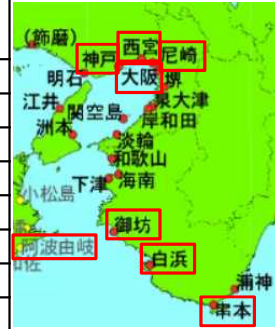 (飾磨)
西宮
神戸
尼崎
明石
大阪
堺
江井
関空島
泉大津
岸和田
洲本
淡輪
和歌山
下津
海南
小松島
御坊
阿波由岐
白浜
浦神
串本